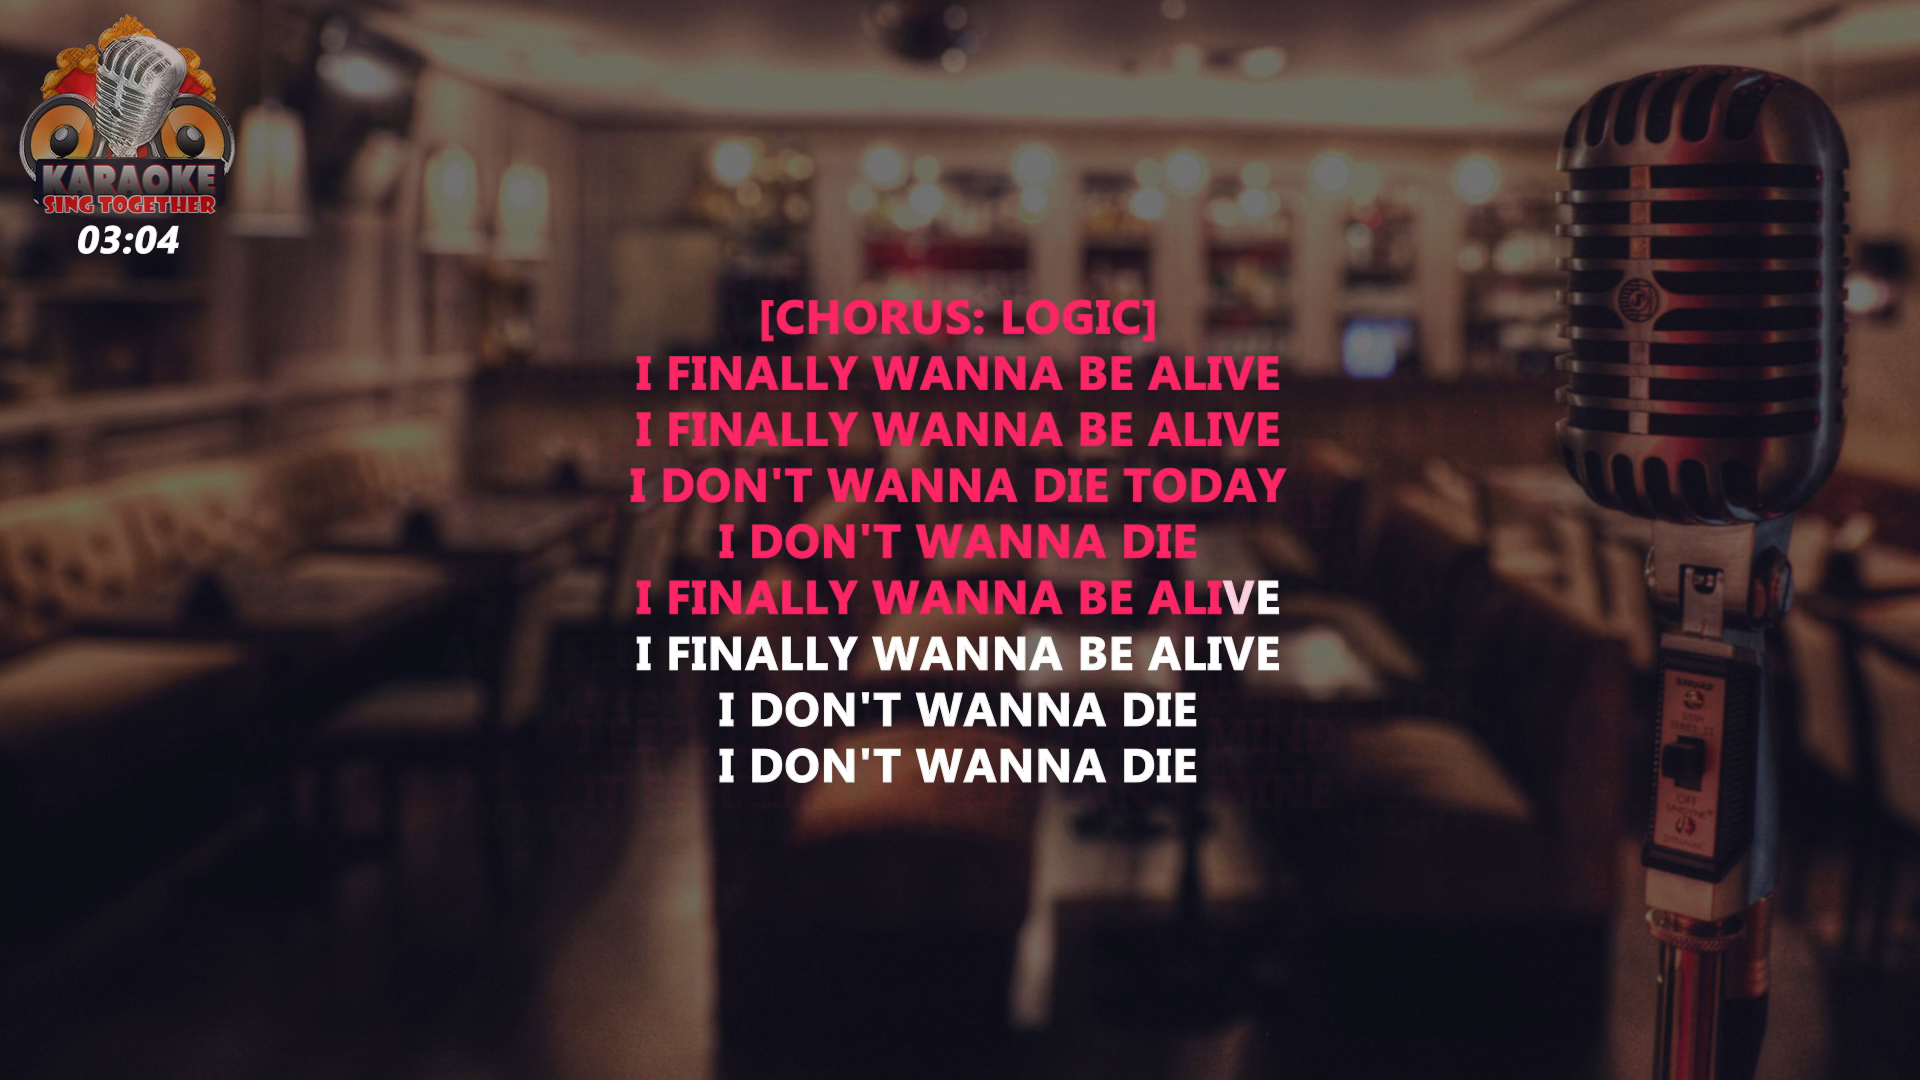 KARAOKE
SING TOGETHER
03:04
[CHORUS: LOGIC]
I FINALLY WANNA BE ALIVE
I FINALLY WANNA BE ALIVE
I DON'T WANNA DIE TODAY
I DON'T WANNA DIE
I FINALLY WANNA BE ALIVE
I FINALLY WANNA BE ALIVE
I DON'T WANNA DIE
I DON'T WANNA DIE
OFF